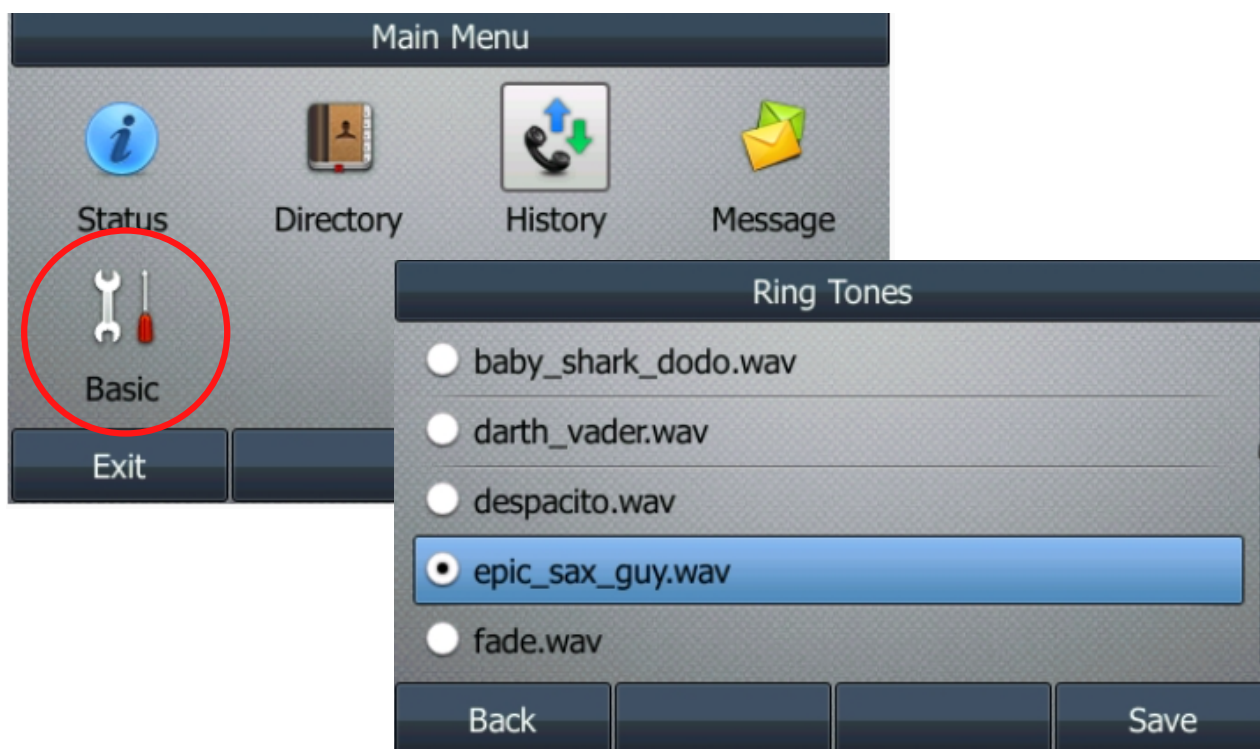 Main Menu
Status Directory History Message
Basic
Exit
Ring Tones
baby_shark_dodo.wav
darth_vader.wav
despacito.wav
epic_sax_guy.wav
fade.wav
Back Save